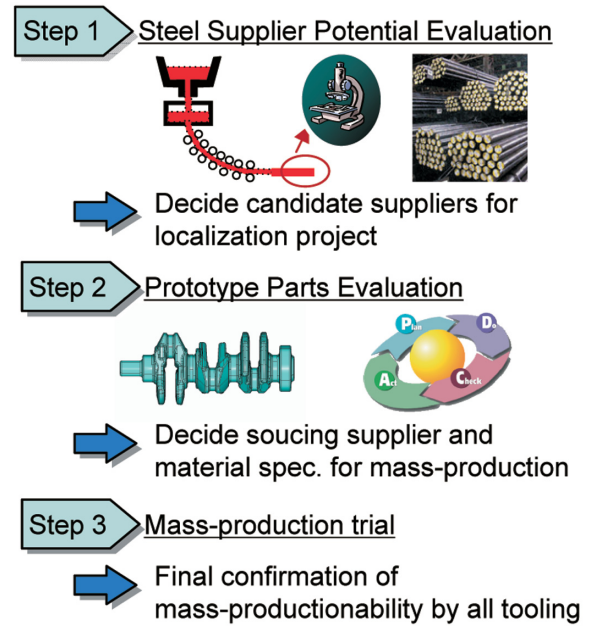 Step 1
Steel Supplier Potential Evaluation
Decide candidate suppliers for
localization project
Step 2
Prototype Parts Evaluation
Plan
Do
Act
Check
Decide soucing supplier and
material spec. for mass-production
Step 3
Mass-production trial
Final confirmation of
mass-productionability by all tooling